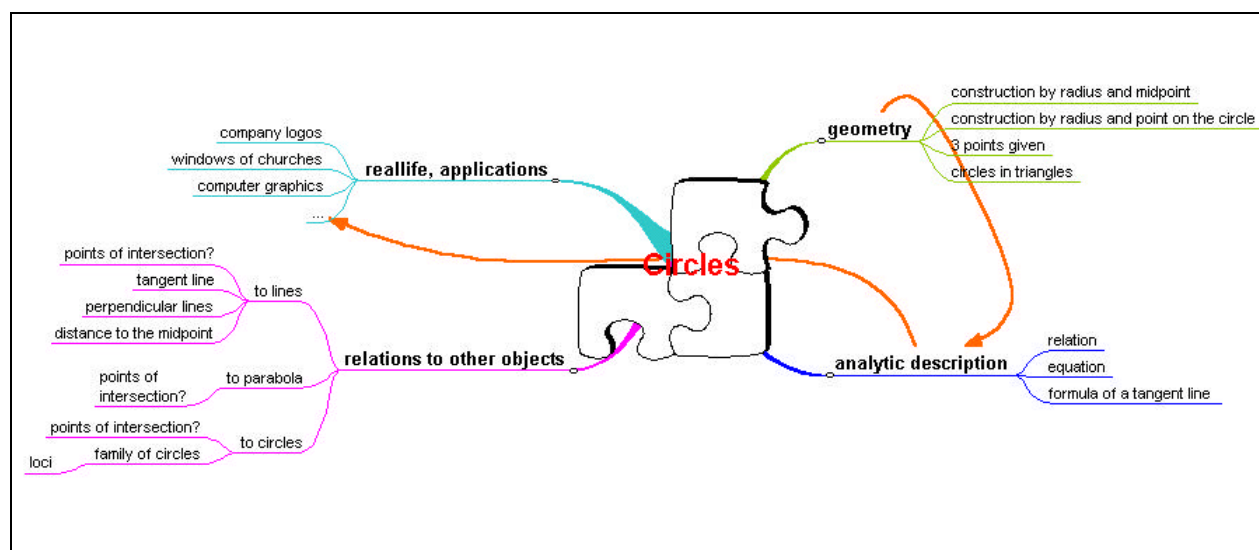 Circles
geometry
construction by radius and midpoint
construction by radius and point on the circle
3 points given
circles in triangles
analytic description
relation
equation
formula of a tangent line
reallife, applications
company logos
windows of churches
computer graphics
...
relations to other objects
to lines
points of intersection?
tangent line
perpendicular lines
distance to the midpoint
to parabola
points of
intersection?
to circles
points of intersection?
family of circles
loci